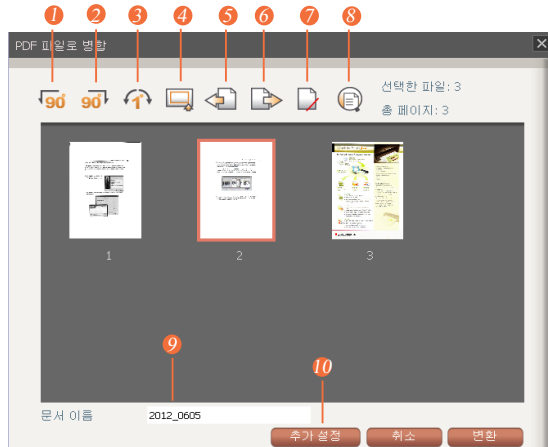 1 2 3 4 5 6 7 8
PDF 파일로 병합
90° 90° 1°
선택한 파일: 3
총 페이지: 3
1 2 3
9
10
문서 이름 2012_0605
추가 설정 취소 변환